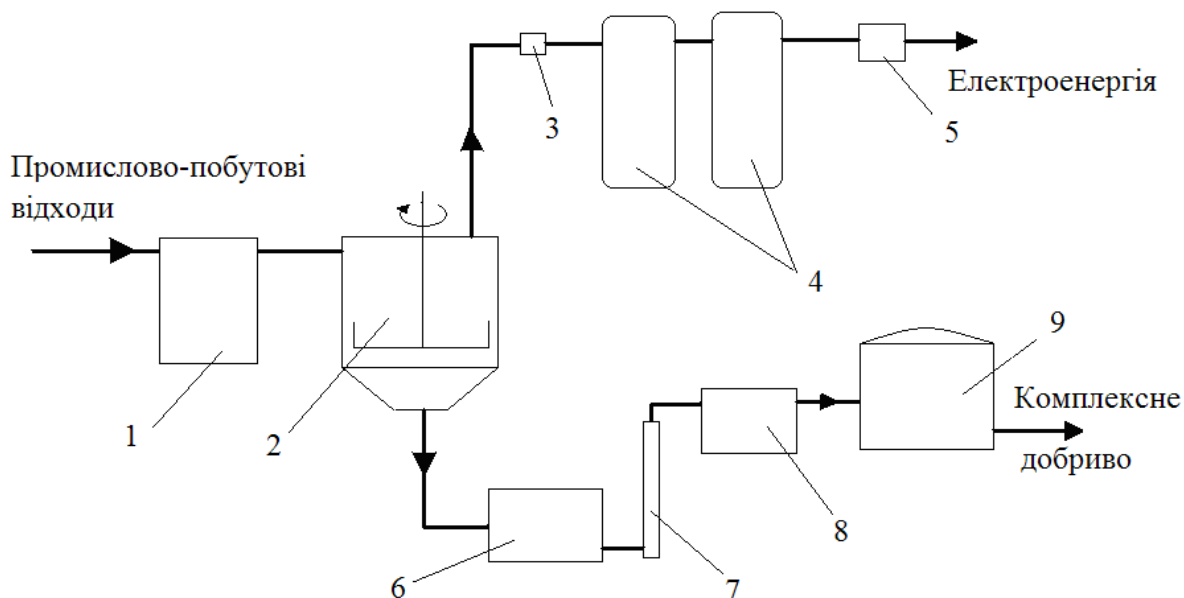 Електроенергія
3
5
Промислово-побутові
відходи
4
9
Комплексне
добриво
1
2
8
6
7